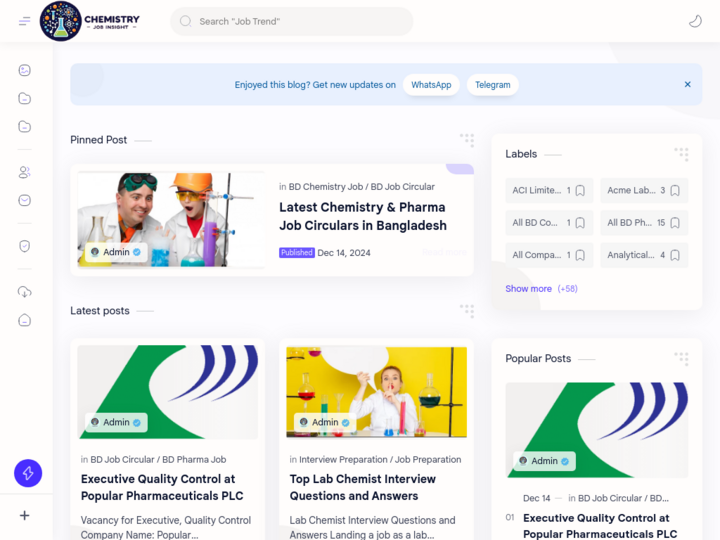 CHEMISTRY
- JOB INSIGHT -
Search "Job Trend"
Enjoyed this blog? Get new updates on
WhatsApp
Telegram
Pinned Post
Admin
in BD Chemistry Job / BD Job Circular
Latest Chemistry & Pharma
Job Circulars in Bangladesh
Published Dec 14, 2024
Labels
ACI Limite... 1
Acme Lab... 3
All BD Co... 1
All BD Ph... 15
All Compa... 1
Analytical... 4
Show more (+58)
Latest posts
Admin
in BD Job Circular / BD Pharma Job
Executive Quality Control at
Popular Pharmaceuticals PLC
Vacancy for Executive, Quality Control
Company Name: Popular...
Admin
in Interview Preparation / Job Preparation
Top Lab Chemist Interview
Questions and Answers
Lab Chemist Interview Questions and
Answers Landing a job as a lab...
Popular Posts
Admin
Dec 14 — in BD Job Circular / BD...
01 Executive Quality Control at
Popular Pharmaceuticals PLC